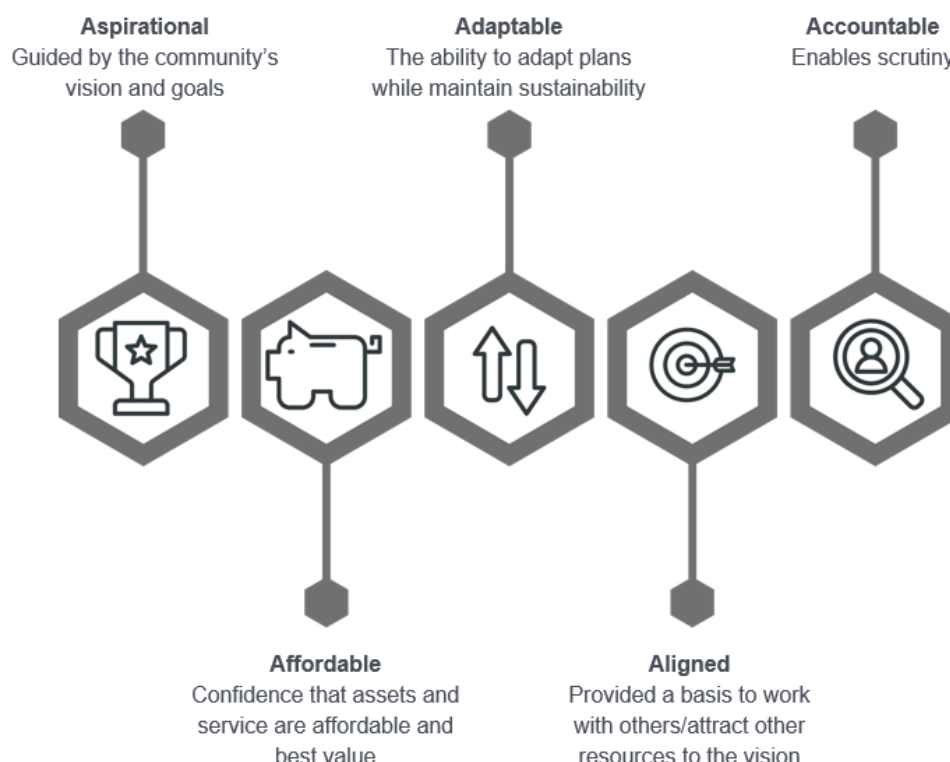 Aspirational
Guided by the community's
vision and goals
Adaptable
The ability to adapt plans
while maintain sustainability
Accountable
Enables scrutiny
Affordable
Confidence that assets and
service are affordable and
best value
Aligned
Provided a basis to work
with others/attract other
resources to the vision